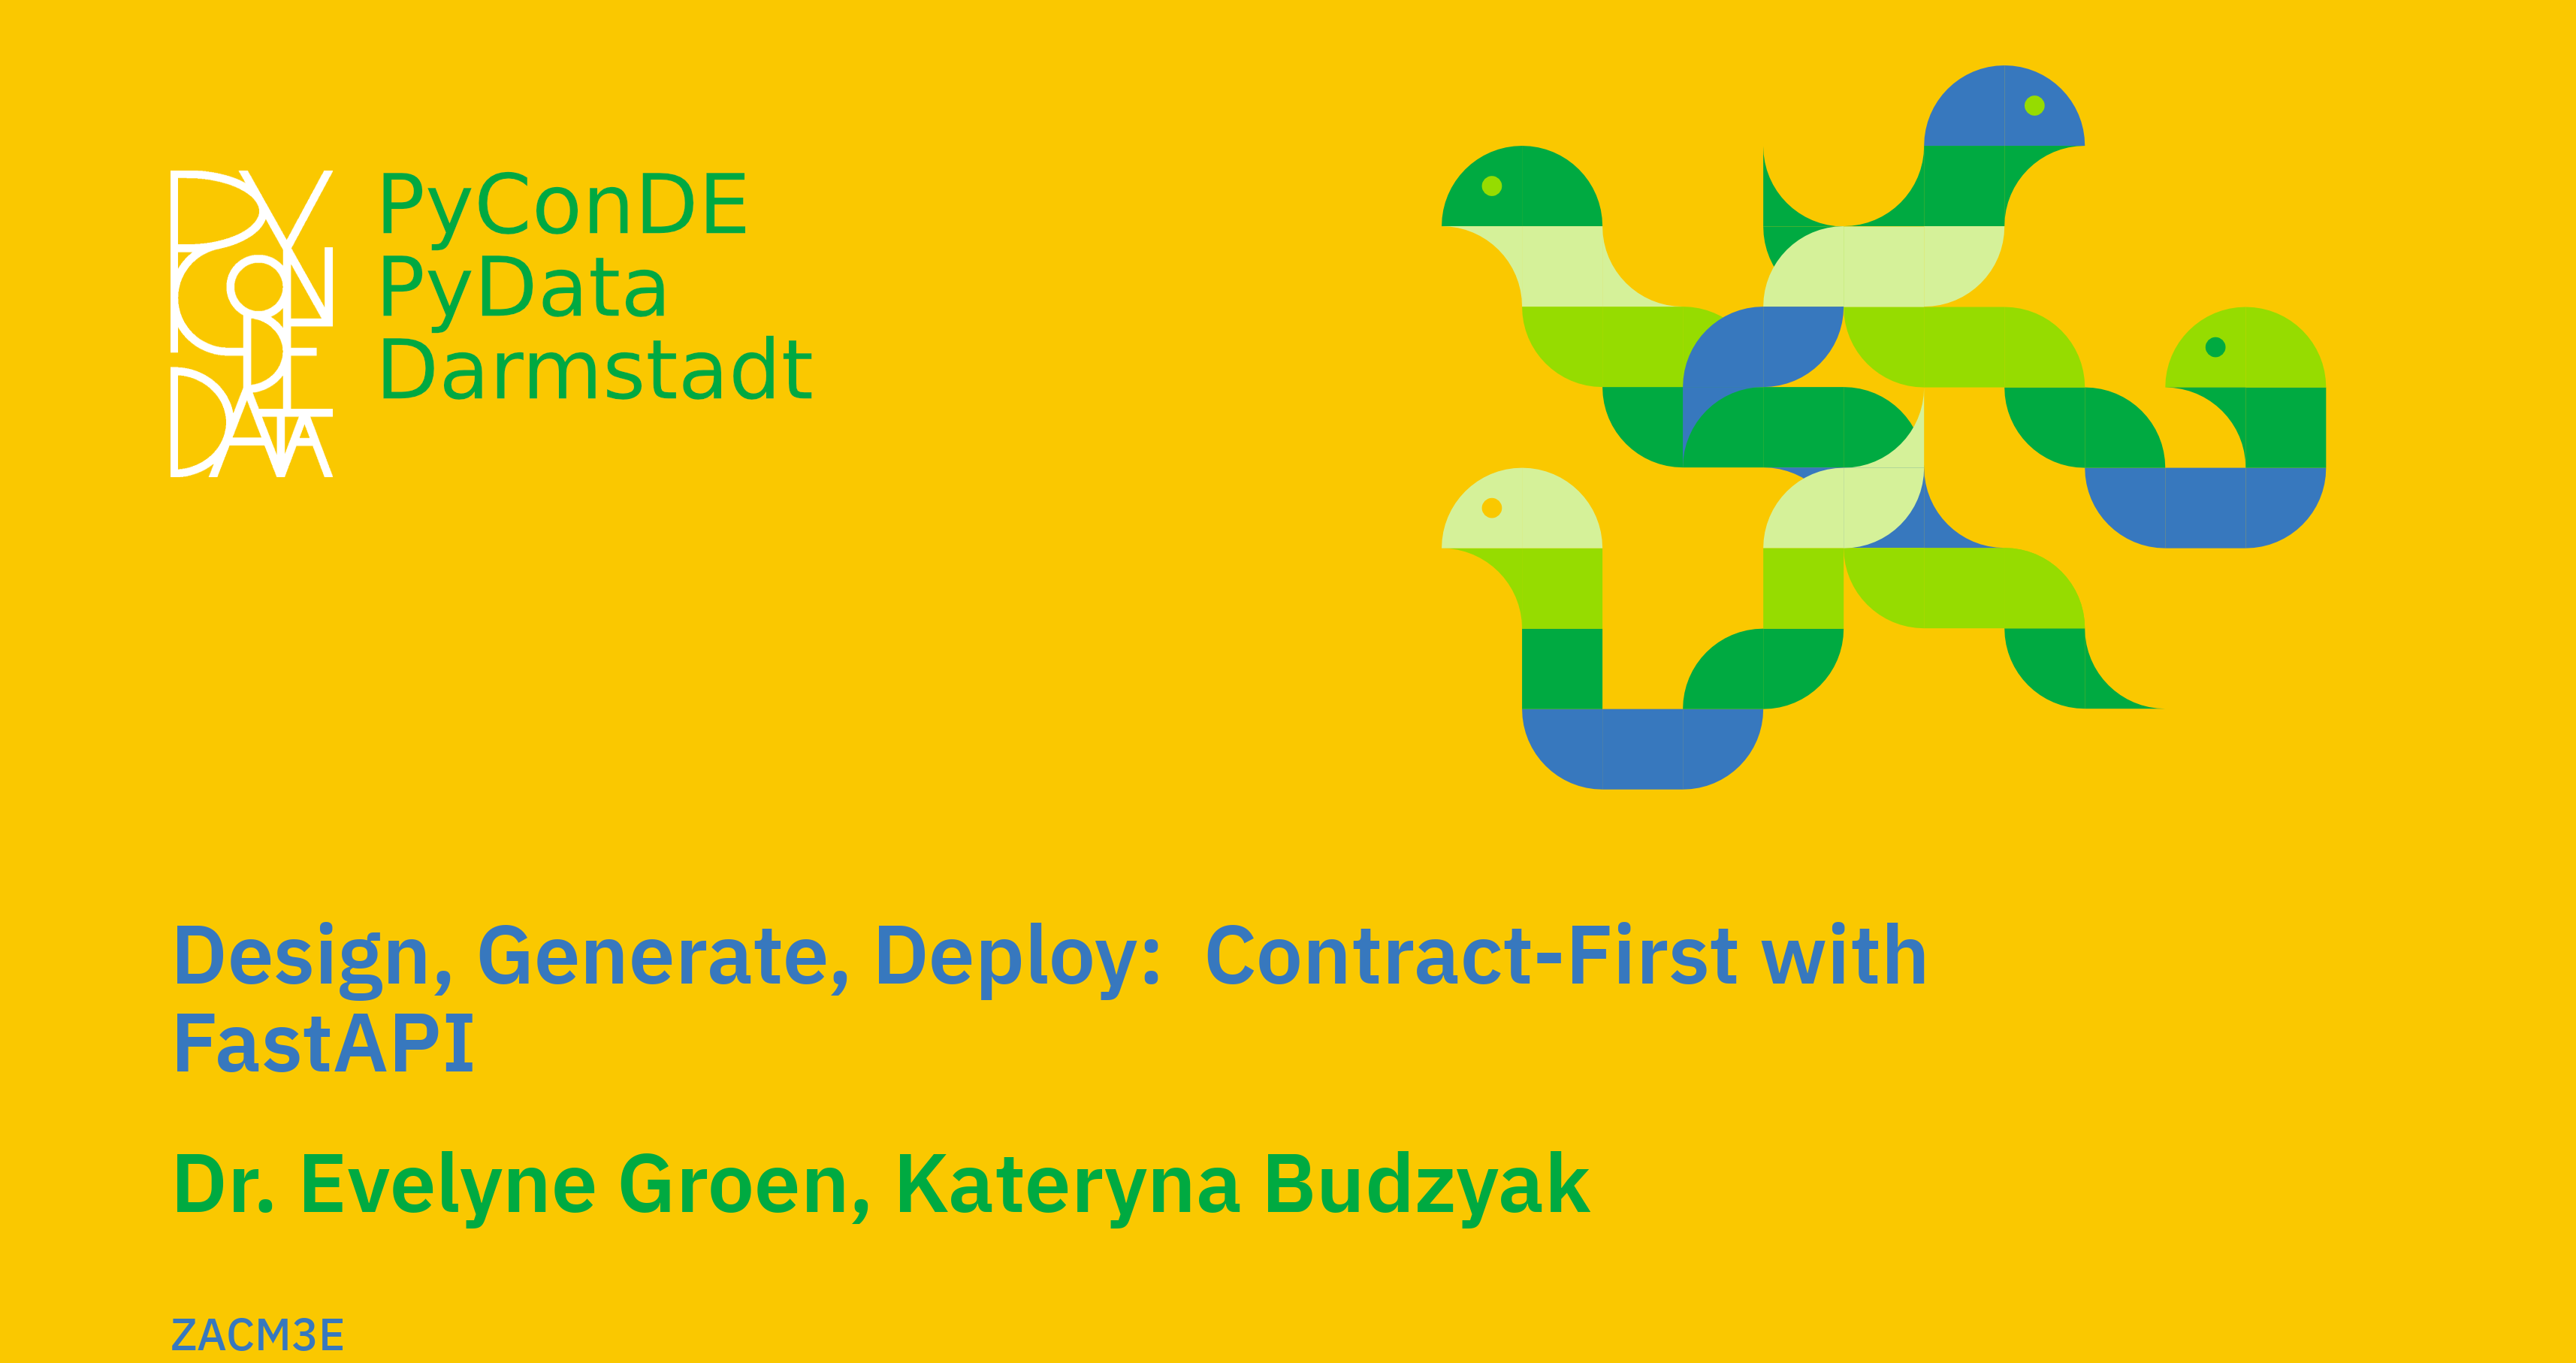 PY
CON
DE
DATA
PyConDE
PyData
Darmstadt
Design, Generate, Deploy:  Contract-First with
FastAPI
Dr. Evelyne Groen, Kateryna Budzyak
ZACM3E